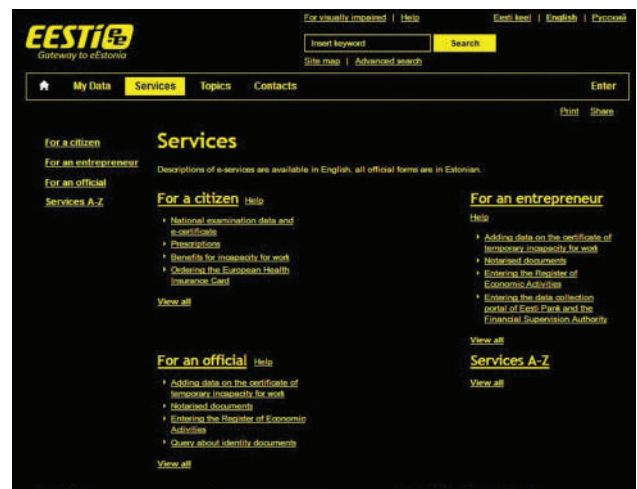 For visually impaired | Help
Eesti keel | English | Русский
EESTi
Gateway to eEstonia
Insert keyword
Search
Site map | Advanced search
My Data
Services
Topics
Contacts
Enter
Print
Share
For a citizen
For an entrepreneur
For an official
Services A-Z
Services
Descriptions of e-services are available in English, all official forms are in Estonian.
For a citizen Help
National examination data and
e-certificate
Prescriptions
Benefits for incapacity for work
Ordering the European Health
Insurance Card
View all
For an entrepreneur
Help
Adding data on the certificate of
temporary incapacity for work
Notarised documents
Entering the Register of
Economic Activities
Entering the data collection
portal of Eesti Pank and the
Financial Supervision Authority
View all
For an official Help
Adding data on the certificate of
temporary incapacity for work
Notarised documents
Entering the Register of Economic
Activities
Query about identity documents
View all
Services A-Z
View all